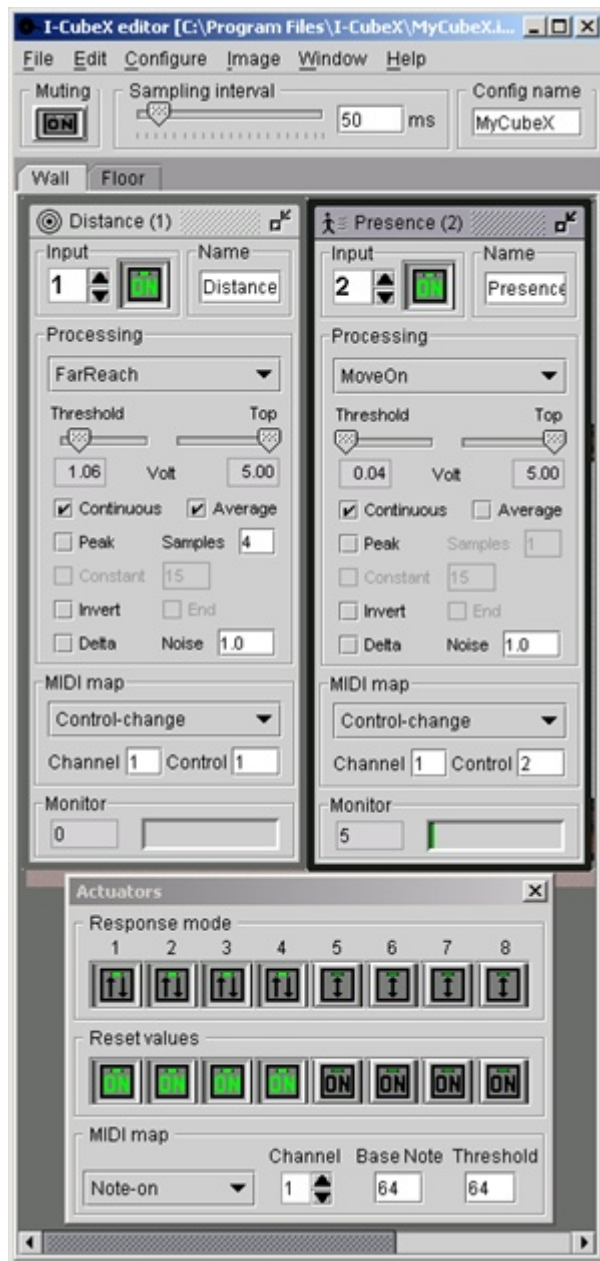 I-CubeX editor [C:\Program Files\I-CubeX\MyCubeX.i...
File Edit Configure Image Window Help
Muting Sampling interval Config name
ON 50 ms MyCubeX
Wall Floor
Distance (1)
Input Name
1 ON Distance
Processing
FarReach
Threshold Top
1.06 Volt 5.00
Continuous Average
Peak Samples 4
Constant 15
Invert End
Delta Noise 1.0
MIDI map
Control-change
Channel 1 Control 1
Monitor
0
Presence (2)
Input Name
2 ON Presence
Processing
MoveOn
Threshold Top
0.04 Volt 5.00
Continuous Average
Peak Samples 1
Constant 15
Invert End
Delta Noise 1.0
MIDI map
Control-change
Channel 1 Control 2
Monitor
5
Actuators
Response mode
1 2 3 4 5 6 7 8
Reset values
ON ON ON ON ON ON ON ON
MIDI map
Channel Base Note Threshold
Note-on 1 64 64